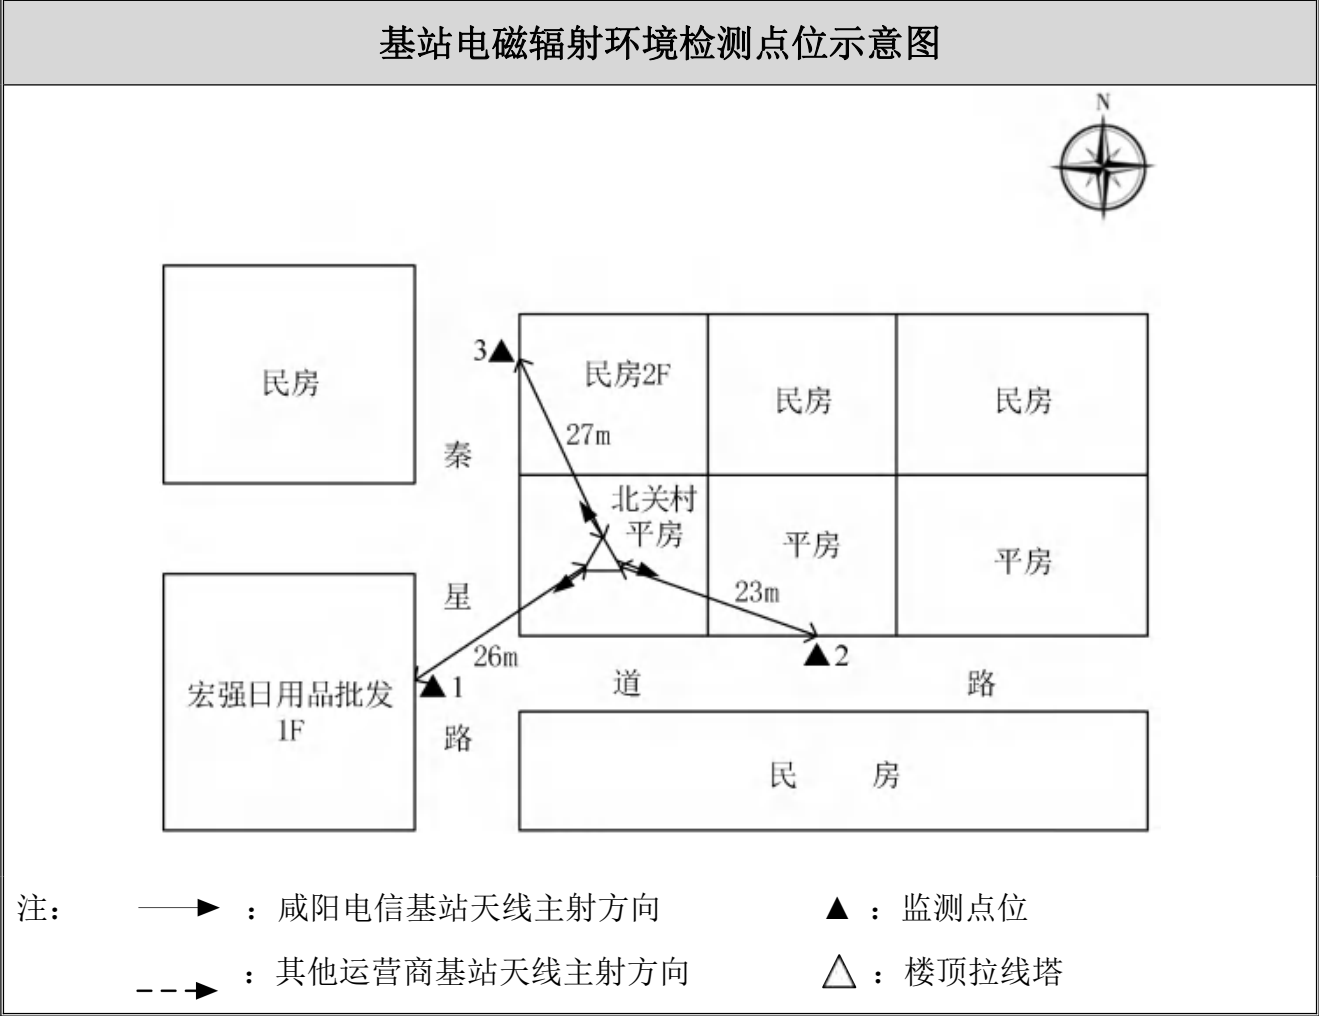 基站电磁辐射环境检测点位示意图
N
民房
3
民房2F
民房
民房
27m
秦
星
路
北关村
平房
平房
平房
23m
26m
2
1
宏强日用品批发
1F
道 路
民 房
注： ：咸阳电信基站天线主射方向 ：监测点位
：其他运营商基站天线主射方向 ：楼顶拉线塔